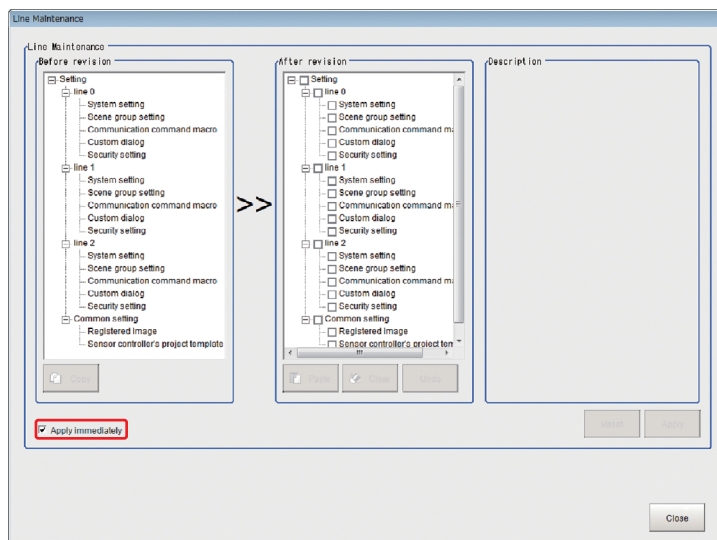 Line Maintenance
Line Maintenance
Before revision
Setting
line 0
System setting
Scene group setting
Communication command macro
Custom dialog
Security setting
line 1
System setting
Scene group setting
Communication command macro
Custom dialog
Security setting
line 2
System setting
Scene group setting
Communication command macro
Custom dialog
Security setting
Common setting
Registered image
Sensor controller's project template
Copy
>>
After revision
Setting
line 0
System setting
Scene group setting
Communication command ma
Custom dialog
Security setting
line 1
System setting
Scene group setting
Communication command ma
Custom dialog
Security setting
line 2
System setting
Scene group setting
Communication command ma
Custom dialog
Security setting
Common setting
Registered image
Sensor controller's project tem
Paste
Clear
Undo
Description
Apply immediately
Apply
Close